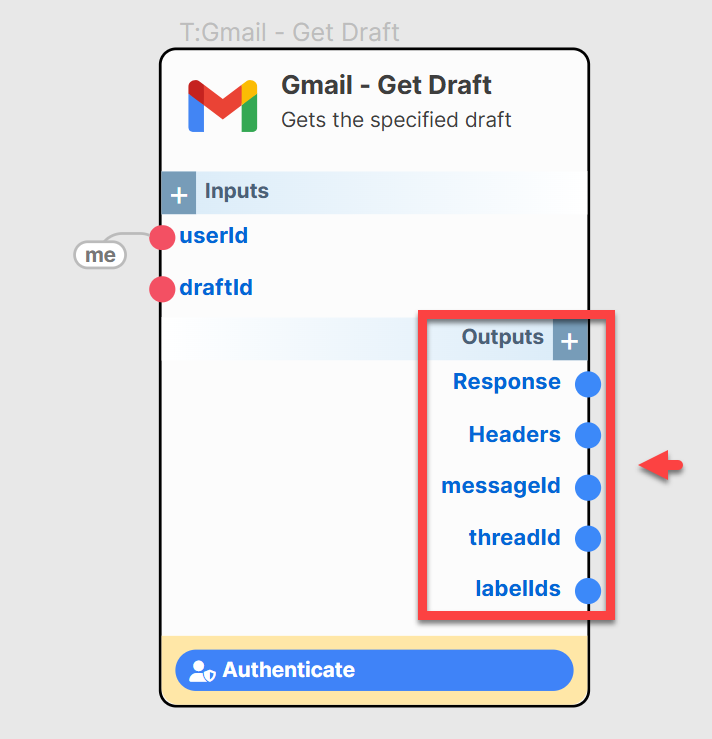 T:Gmail - Get Draft
Gmail - Get Draft
Gets the specified draft
+ Inputs
userId
me
draftId
Outputs +
Response
Headers
messageId
threadId
labelIds
Authenticate